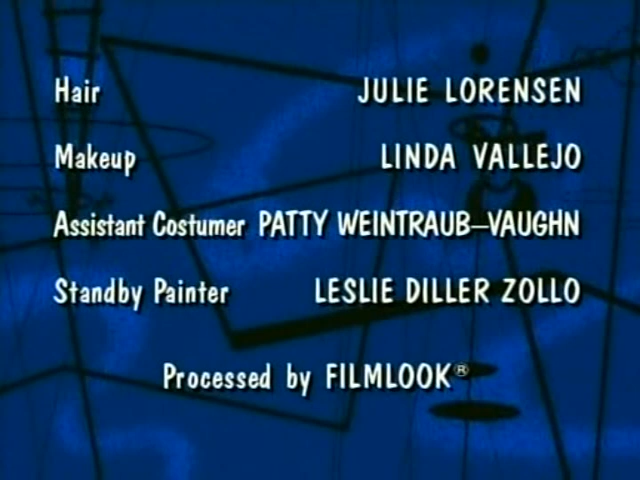 Hair JULIE LORENSEN
Makeup LINDA VALLEJO
Assistant Costumer PATTY WEINTRAUB-VAUGHN
Standby Painter LESLIE DILLER ZOLLO
Processed by FILMLOOK®